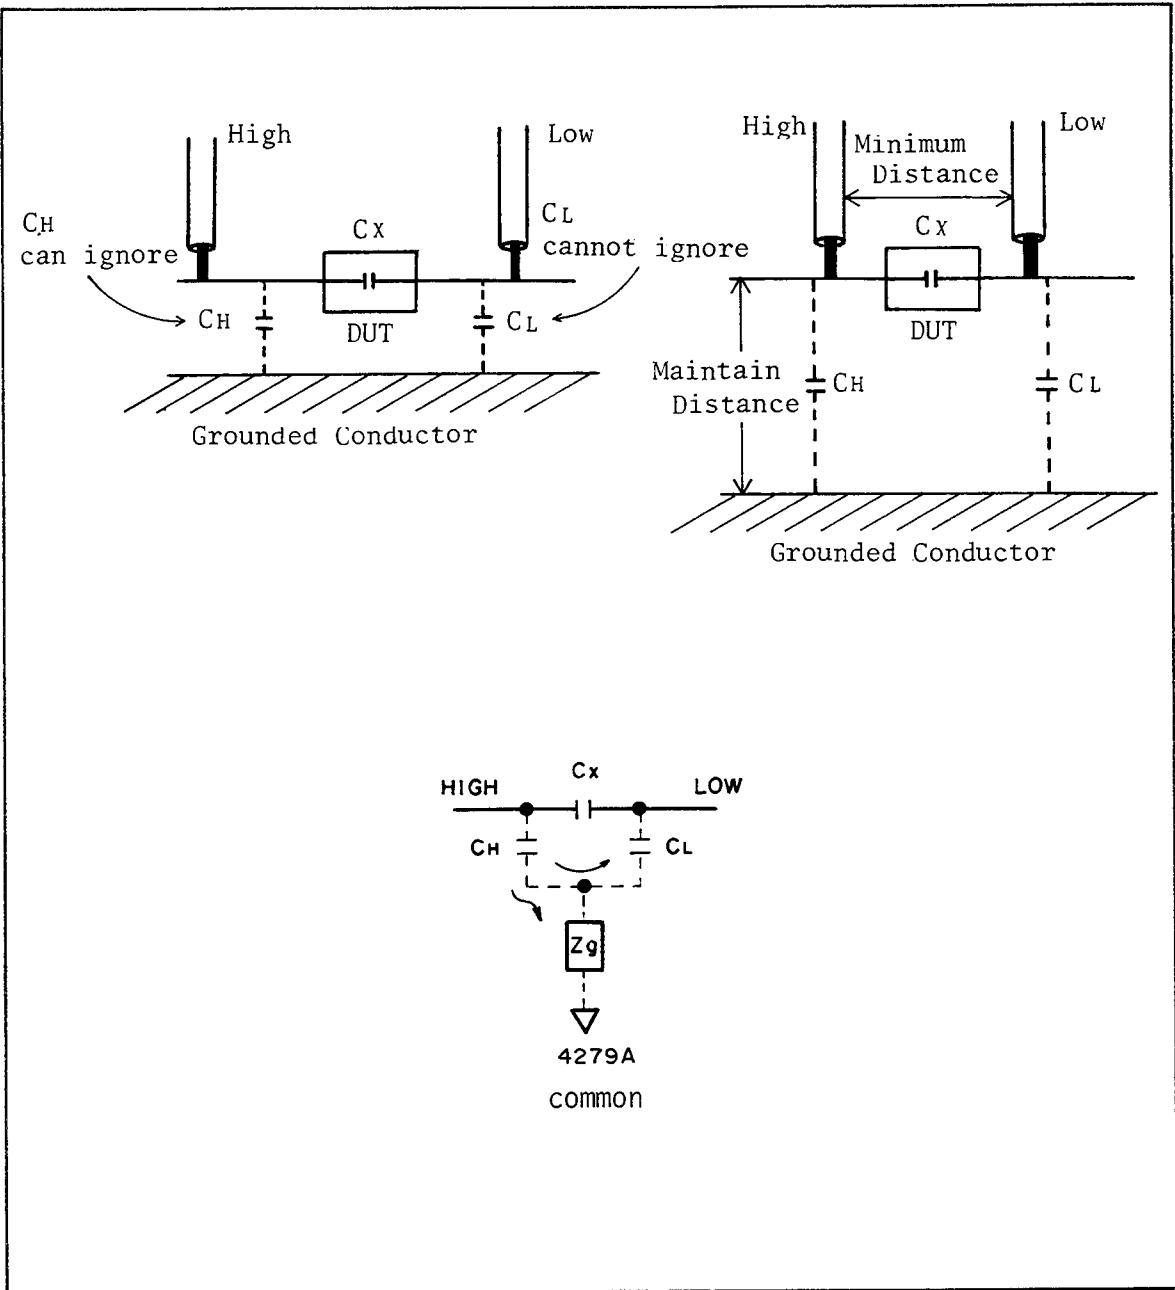 High
Low
CH
can ignore
CX
CL
cannot ignore
CH
DUT
CL
Grounded Conductor
High
Low
Minimum
Distance
CX
DUT
Maintain
Distance
CH
CL
Grounded Conductor
HIGH
Cx
LOW
CH
CL
Zg
4279A
common